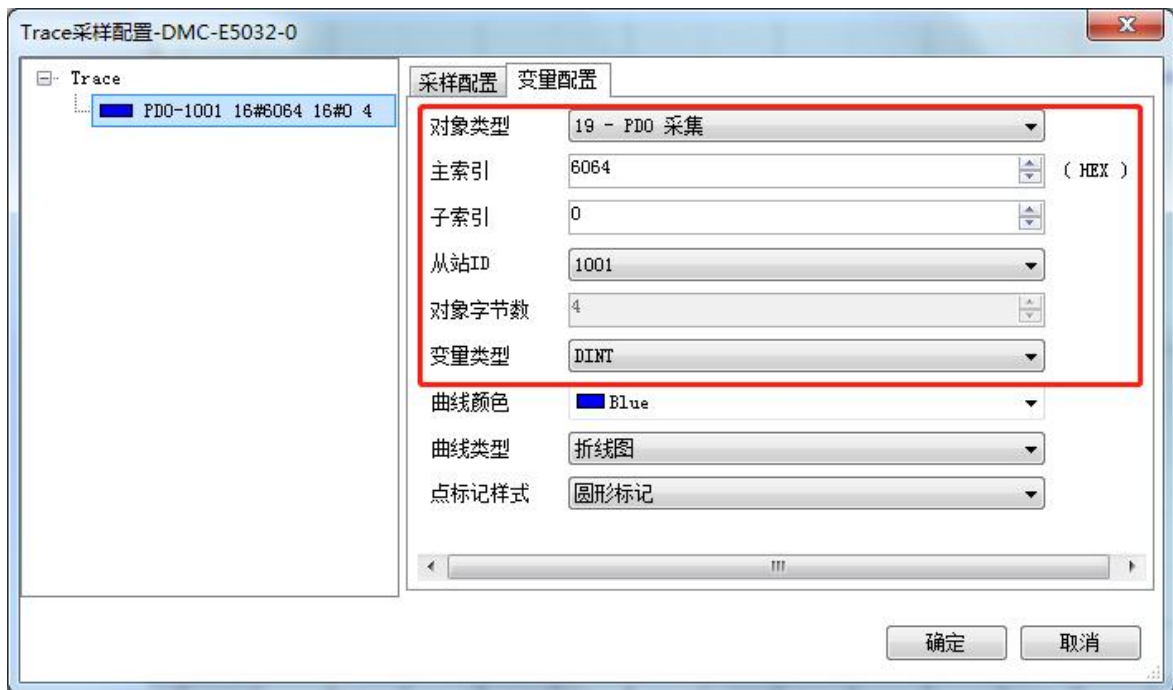 Trace采样配置-DMC-E5032-0
Trace
PDO-1001 16#6064 16#0 4
采样配置 变量配置
对象类型 19 - PDO 采集
主索引 6064 ( HEX )
子索引 0
从站ID 1001
对象字节数 4
变量类型 DINT
曲线颜色 Blue
曲线类型 折线图
点标记样式 圆形标记
确定 取消